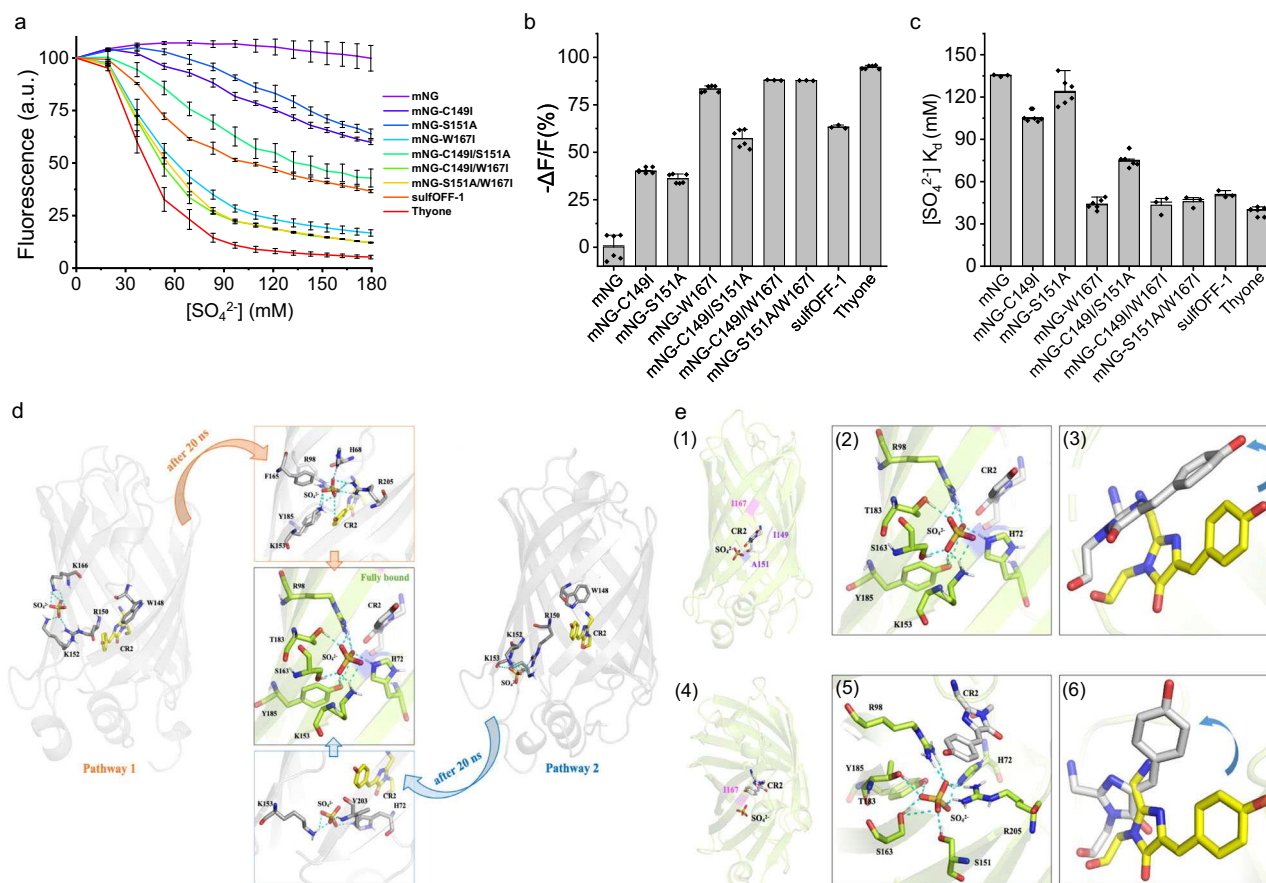 a
Fluorescence (a.u.)
100
75
50
25
0
0 30 60 90 120 150 180
[SO₄²⁻] (mM)
mNG
mNG-C149I
mNG-S151A
mNG-W167I
mNG-C149I/S151A
mNG-C149I/W167I
mNG-S151A/W167I
sulfOFF-1
Thyone
b
-ΔF/F(%)
100
75
50
25
0
mNG
mNG-C149I
mNG-S151A
mNG-W167I
mNG-C149I/S151A
mNG-C149I/W167I
mNG-S151A/W167I
sulfOFF-1
Thyone
c
[SO₄²⁻] Kd (mM)
150
120
90
60
30
0
mNG
mNG-C149I
mNG-S151A
mNG-W167I
mNG-C149I/S151A
mNG-C149I/W167I
mNG-S151A/W167I
sulfOFF-1
Thyone
d
after 20 ns
K166
SO₄²⁻
R150
W148
K152
CR2
Pathway 1
H68
R98
F165
SO₄²⁻
R205
Y185
CR2
K153
Fully bound
R98
CR2
T183
SO₄²⁻
S163
H72
Y185
K153
CR2
K153
SO₄²⁻
V203
H72
after 20 ns
W148
R150
K152
K153
CR2
SO₄
Pathway 2
e
(1)
I167
CR2
I149
SO₄²⁻
A151
(2)
R98
CR2
T183
SO₄²⁻
S163
H72
Y185
K153
(3)
(4)
I167
CR2
SO₄²⁻
(5)
CR2
R98
H72
Y185
T183
SO₄²⁻
R205
S163
S151
(6)